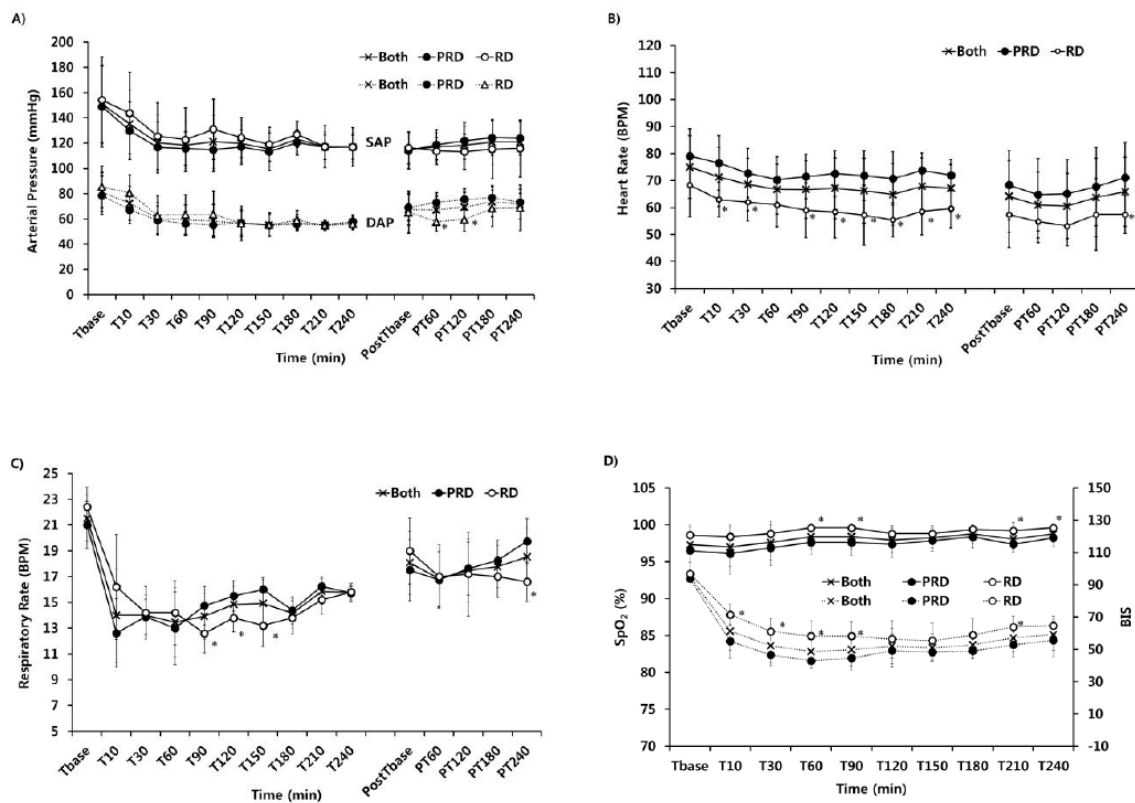 A)
200
180
160
140
120
100
80
60
40
20
0
Arterial Pressure (mmHg)
Both PRD RD
Both PRD RD
SAP
DAP
* *
Tbase T10 T30 T60 T90 T120 T150 T180 T210 T240 PostTbase PT60 PT120 PT180 PT240
Time (min)
B)
120
110
100
90
80
70
60
50
40
30
Heart Rate (BPM)
Both PRD RD
* * * * * * * * *
Tbase T10 T30 T60 T90 T120 T150 T180 T210 T240 PostTbase PT60 PT120 PT180 PT240
Time (min)
C)
25
23
21
19
17
15
13
11
9
7
5
Respiratory Rate (BPM)
Both PRD RD
* * * *
Tbase T10 T30 T60 T90 T120 T150 T180 T210 T240 PostTbase PT60 PT120 PT180 PT240
Time (min)
D)
105
100
95
90
85
80
75
70
SpO₂ (%)
150
130
110
90
70
50
30
10
-10
BIS
* * * *
Both PRD RD
Both PRD RD
* * * * *
Tbase T10 T30 T60 T90 T120 T150 T180 T210 T240
Time (min)